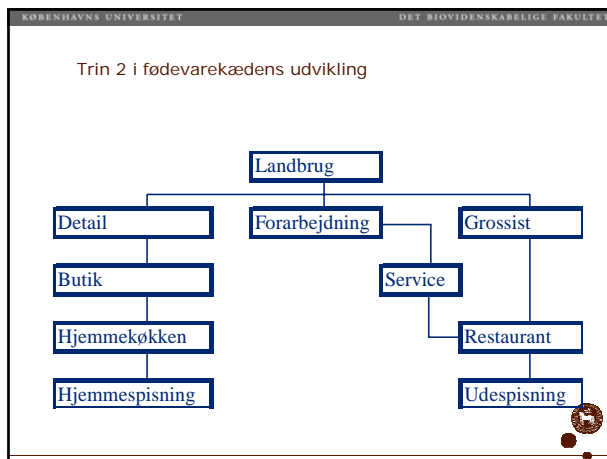 KØBENHAVNS UNIVERSITET DET BIOVIDENSKABELIGE FAKULTET
Trin 2 i fødevarekædens udvikling
Landbrug
Detail Forarbejdning Grossist
Butik Service
Hjemmekøkken Restaurant
Hjemmespisning Udespisning